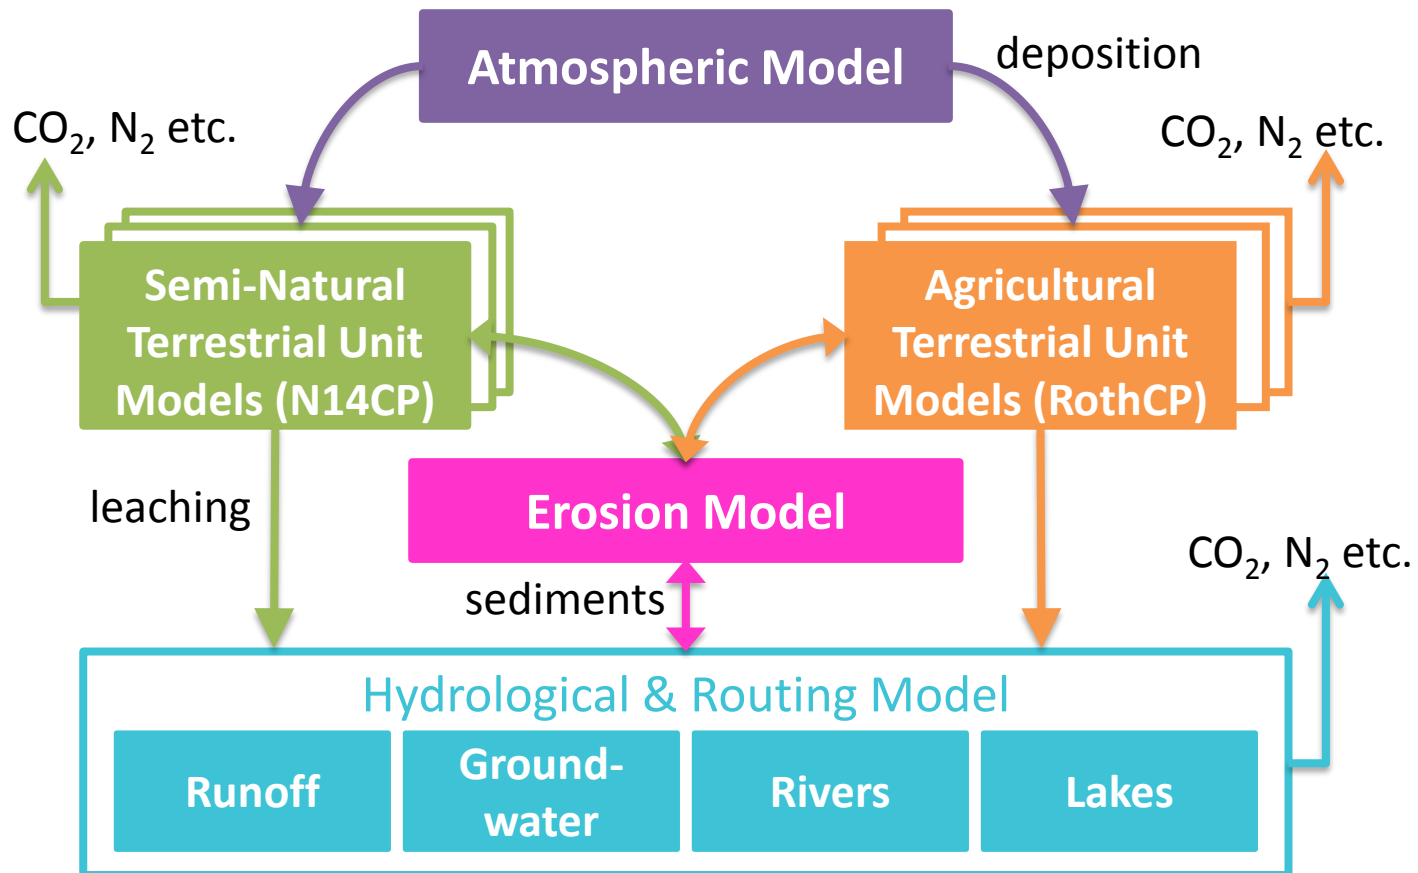 Atmospheric Model
deposition
CO₂, N₂ etc.
CO₂, N₂ etc.
Semi-Natural
Terrestrial Unit
Models (N14CP)
Agricultural
Terrestrial Unit
Models (RothCP)
leaching
Erosion Model
CO₂, N₂ etc.
sediments
Hydrological & Routing Model
Runoff
Ground-
water
Rivers
Lakes